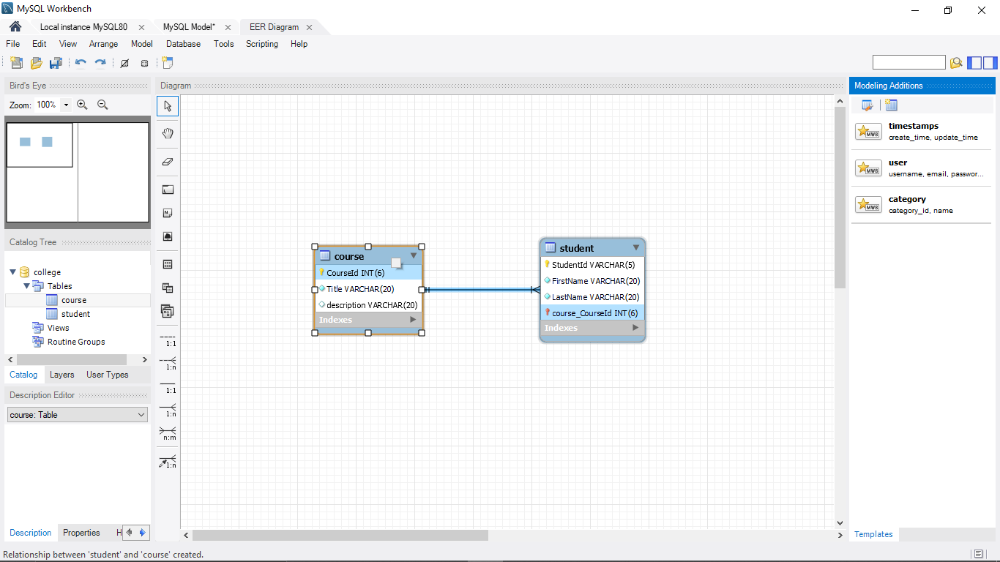 MySQL Workbench
Local instance MySQL80
MySQL Model*
EER Diagram
File Edit View Arrange Model Database Tools Scripting Help
Bird's Eye
Zoom: 100%
Catalog Tree
college
Tables
course
student
Views
Routine Groups
Catalog Layers User Types
Description Editor
course: Table
Description Properties H
Diagram
1:1
1:n
1:1
1:n
n:m
1:n
course
CourseId INT(6)
Title VARCHAR(20)
description VARCHAR(20)
Indexes
student
StudentId VARCHAR(5)
FirstName VARCHAR(20)
LastName VARCHAR(20)
course_CourseId INT(6)
Indexes
Modeling Additions
MWB
timestamps
create_time, update_time
MWB
user
username, email, passwor...
MWB
category
category_id, name
Templates
Relationship between 'student' and 'course' created.